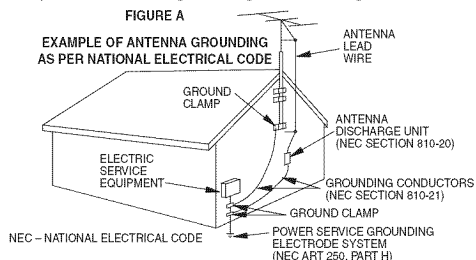 FIGURE A
EXAMPLE OF ANTENNA GROUNDING
AS PER NATIONAL ELECTRICAL CODE
ANTENNA
LEAD
WIRE
GROUND
CLAMP
ANTENNA
DISCHARGE UNIT
(NEC SECTION 810-20)
ELECTRIC
SERVICE
EQUIPMENT
GROUNDING CONDUCTORS
(NEC SECTION 810-21)
GROUND CLAMP
POWER SERVICE GROUNDING
ELECTRODE SYSTEM
(NEC ART 250, PART H)
NEC – NATIONAL ELECTRICAL CODE